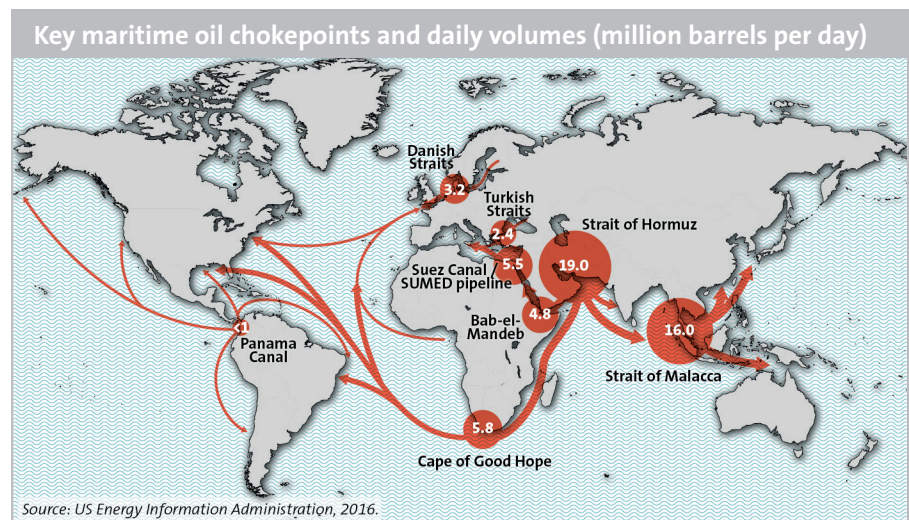 Key maritime oil chokepoints and daily volumes (million barrels per day)
Danish
Straits
3.2
Turkish
Straits
2.4
Strait of Hormuz
19.0
Suez Canal /
SUMED pipeline
5.5
Bab-el-
Mandeb
4.8
<1
Panama
Canal
16.0
Strait of Malacca
5.8
Cape of Good Hope
Source: US Energy Information Administration, 2016.